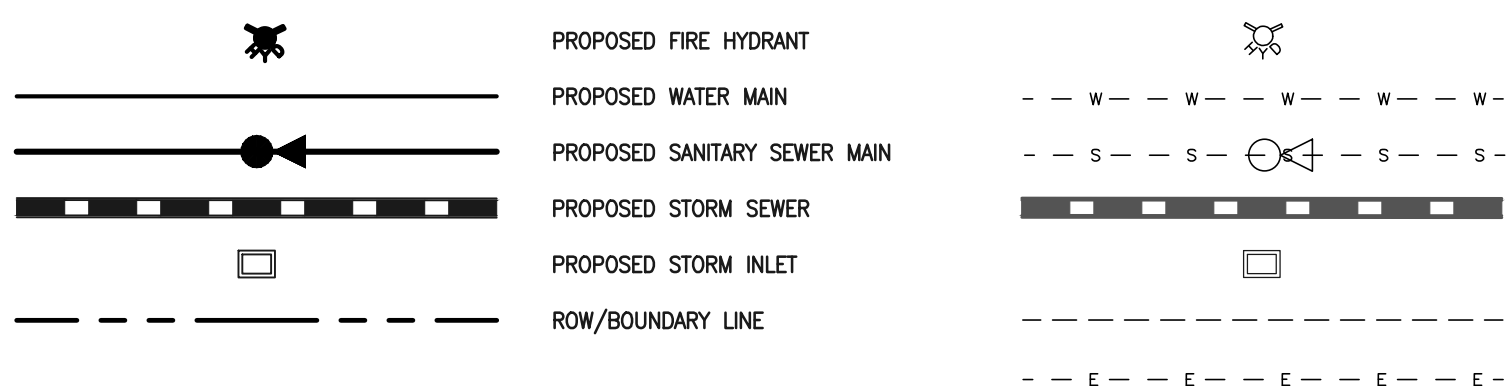 PROPOSED FIRE HYDRANT
HYD
PROPOSED WATER MAIN
W W W W W
PROPOSED SANITARY SEWER MAIN
S S S S S
PROPOSED STORM SEWER
PROPOSED STORM INLET
ROW/BOUNDARY LINE
E E E E E